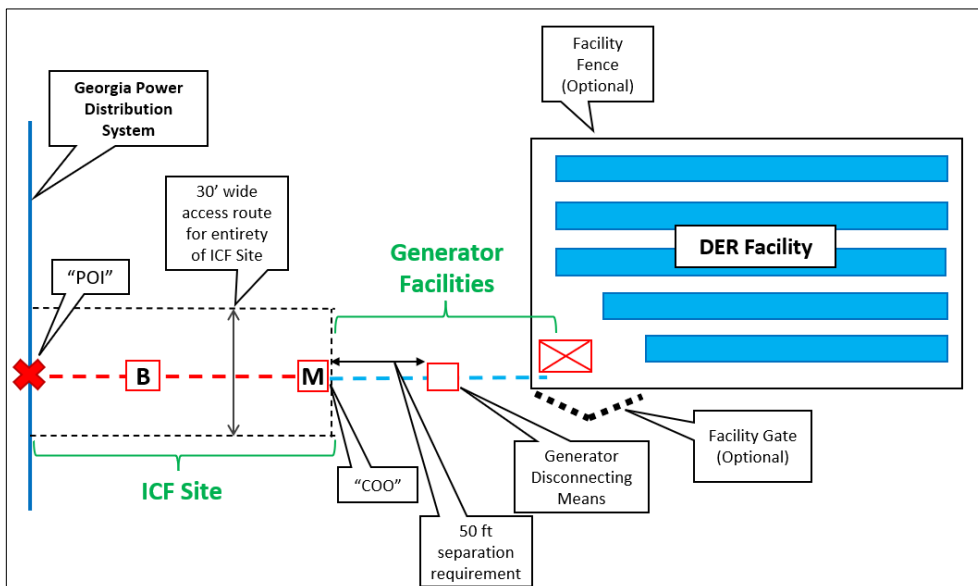 Facility
Fence
(Optional)
Georgia Power
Distribution
System
30’ wide
access route
for entirety
of ICF Site
DER Facility
Generator
Facilities
“POI”
B
M
Facility Gate
(Optional)
Generator
Disconnecting
Means
“COO”
ICF Site
50 ft
separation
requirement